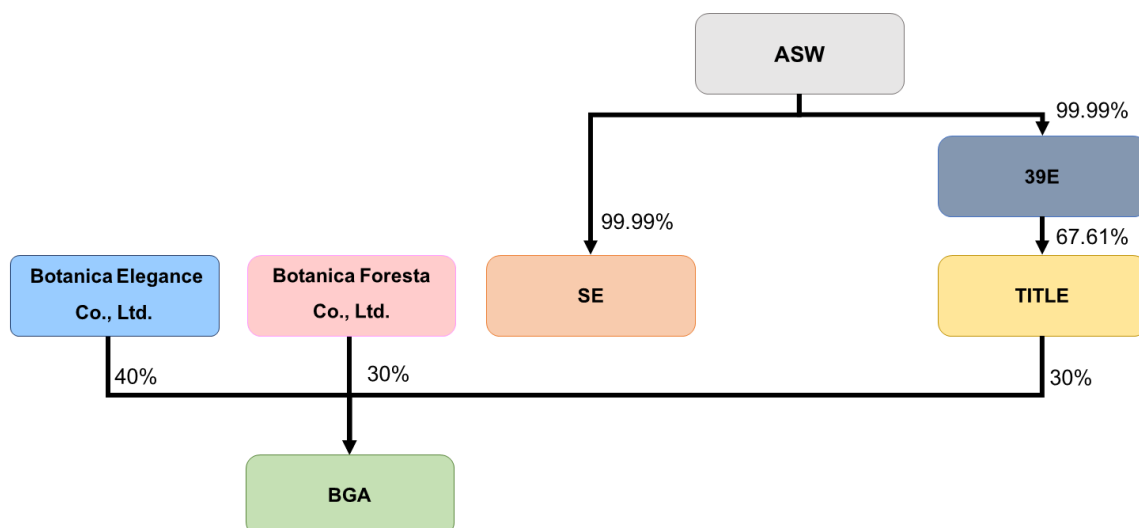 ASW
99.99%
39E
99.99%
67.61%
Botanica Elegance
Co., Ltd.
Botanica Foresta
Co., Ltd.
SE
TITLE
40%
30%
30%
BGA